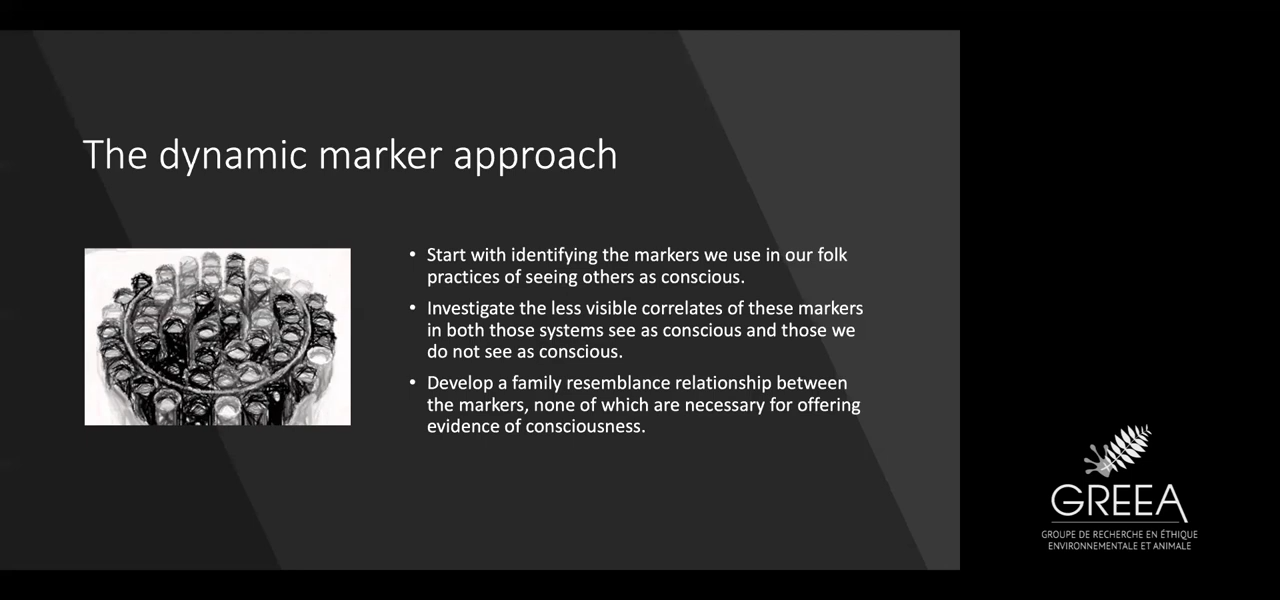 The dynamic marker approach
• Start with identifying the markers we use in our folk
practices of seeing others as conscious.
• Investigate the less visible correlates of these markers
in both those systems see as conscious and those we
do not see as conscious.
• Develop a family resemblance relationship between
the markers, none of which are necessary for offering
evidence of consciousness.
GREEA
GROUPE DE RECHERCHE EN ÉTHIQUE
ENVIRONNEMENTALE ET ANIMALE